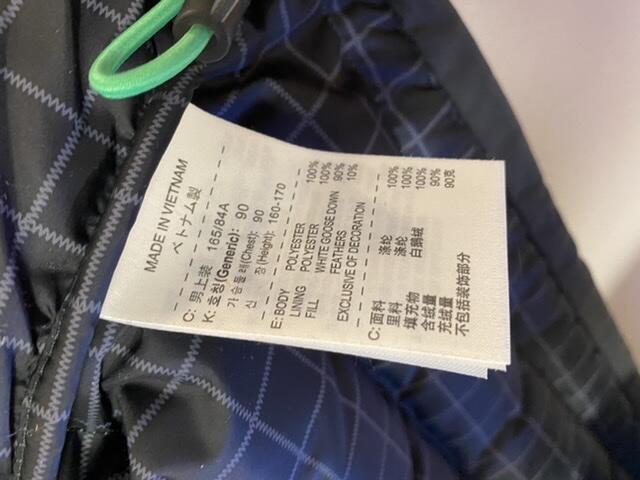 MADE IN VIETNAM
ベトナム製
C: 男上装 165/84A
K: 호칭(Generic): 90
가슴둘레(Chest): 90
신 장(Height): 160-170
E: BODY POLYESTER 100%
LINING POLYESTER 100%
FILL WHITE GOOSE DOWN 90%
FEATHERS 10%
EXCLUSIVE OF DECORATION
C: 面料 涤纶 100%
里料 涤纶 100%
填充物 白鹅绒 100%
含绒量 90%
充绒量 90克
不包括装饰部分